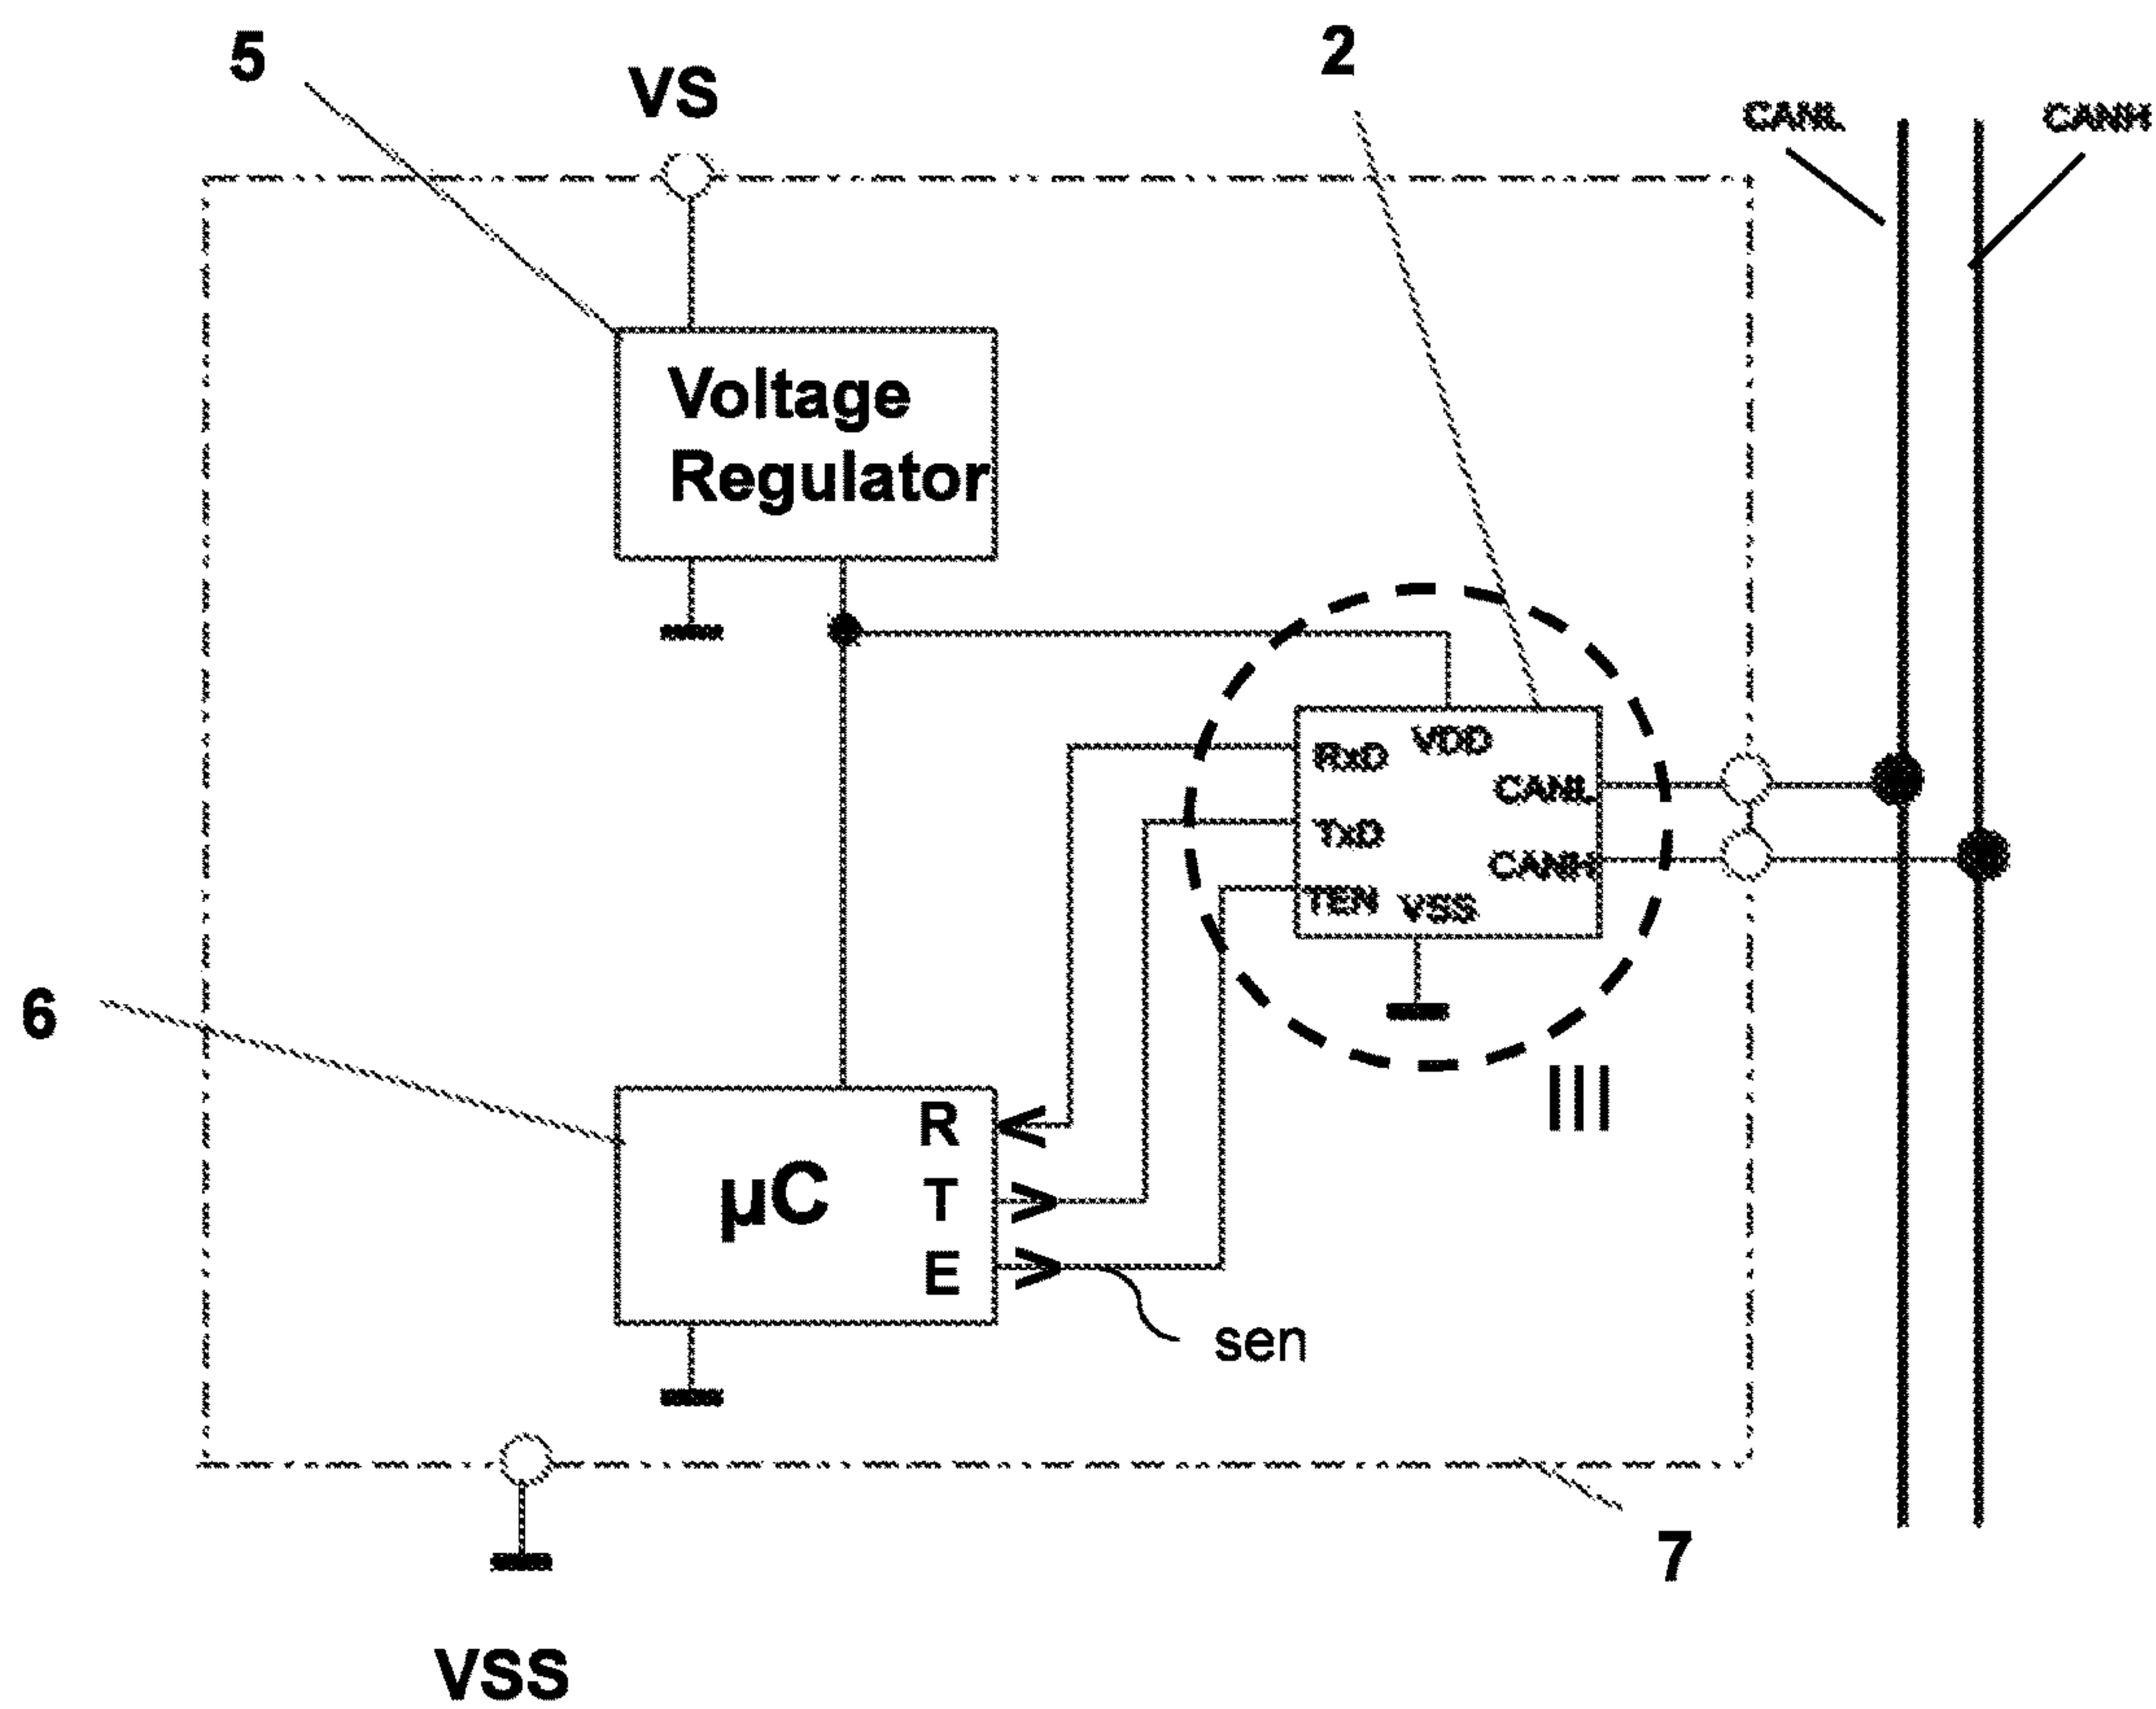 5
VS
2
CANL
CANH
Voltage
Regulator
VDD
RxD
CANL
TxD
CANH
TEN
VSS
6
III
R
µC
T
E
sen
7
VSS